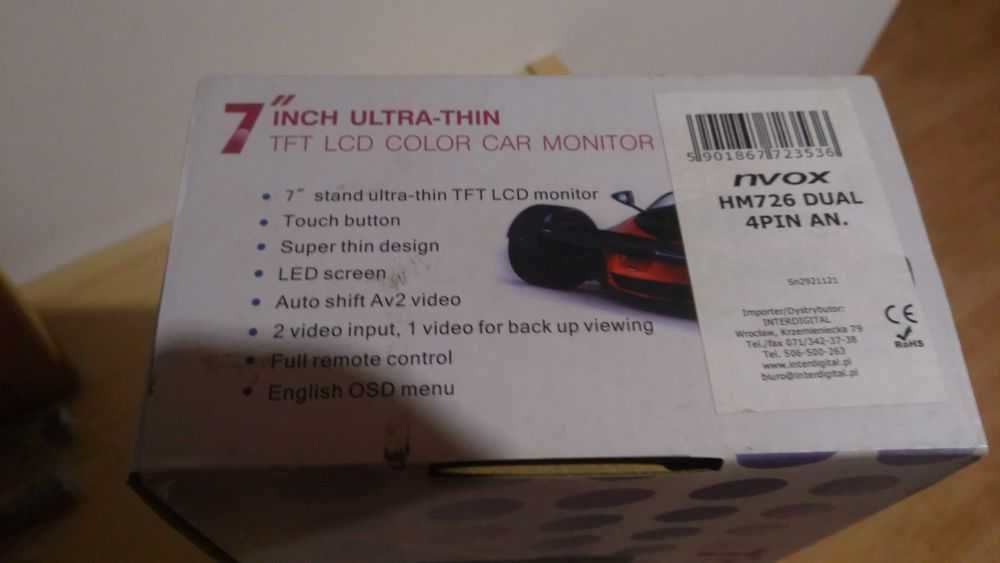 7" INCH ULTRA-THIN
TFT LCD COLOR CAR MONITOR
• 7" stand ultra-thin TFT LCD monitor
• Touch button
• Super thin design
• LED screen
• Auto shift Av2 video
• 2 video input, 1 video for back up viewing
• Full remote control
• English OSD menu
5901867723536
nvox
HM726 DUAL
4PIN AN.
Sn2921121
Importer/Dystrybutor:
INTERDIGITAL
Wrocław, Krzemieniecka 79
Tel./fax 071/342-37-38
Tel. 506-500-263
www.interdigital.pl
biuro@interdigital.pl
CE
RoHS